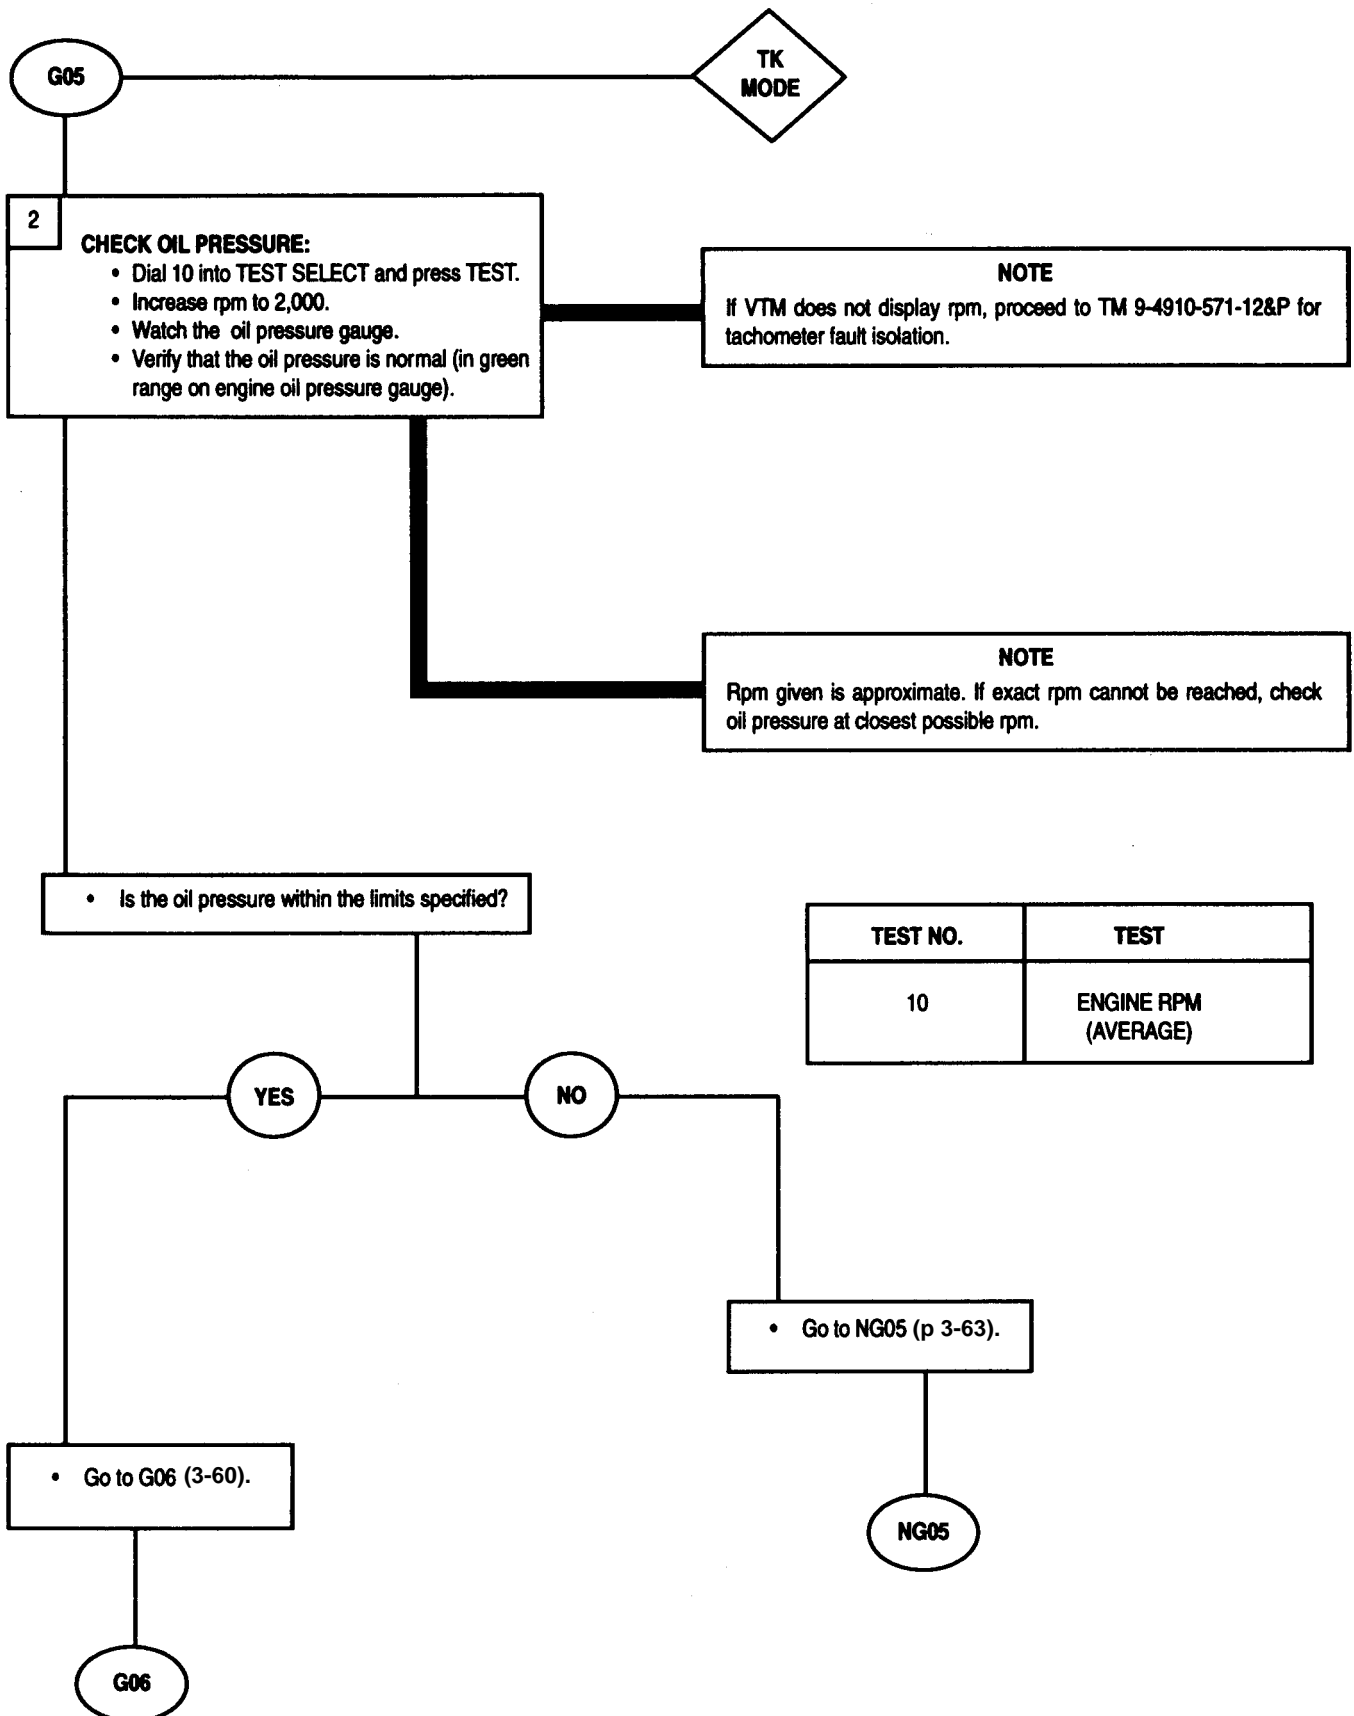 G05
TK
MODE
2
CHECK OIL PRESSURE:
• Dial 10 into TEST SELECT and press TEST.
• Increase rpm to 2,000.
• Watch the oil pressure gauge.
• Verify that the oil pressure is normal (in green
range on engine oil pressure gauge).
NOTE
If VTM does not display rpm, proceed to TM 9-4910-571-12&P for
tachometer fault isolation.
NOTE
Rpm given is approximate. If exact rpm cannot be reached, check
oil pressure at closest possible rpm.
• Is the oil pressure within the limits specified?
TEST NO. TEST
10 ENGINE RPM
(AVERAGE)
YES
NO
• Go to NG05 (p 3-63).
• Go to G06 (3-60).
NG05
G06